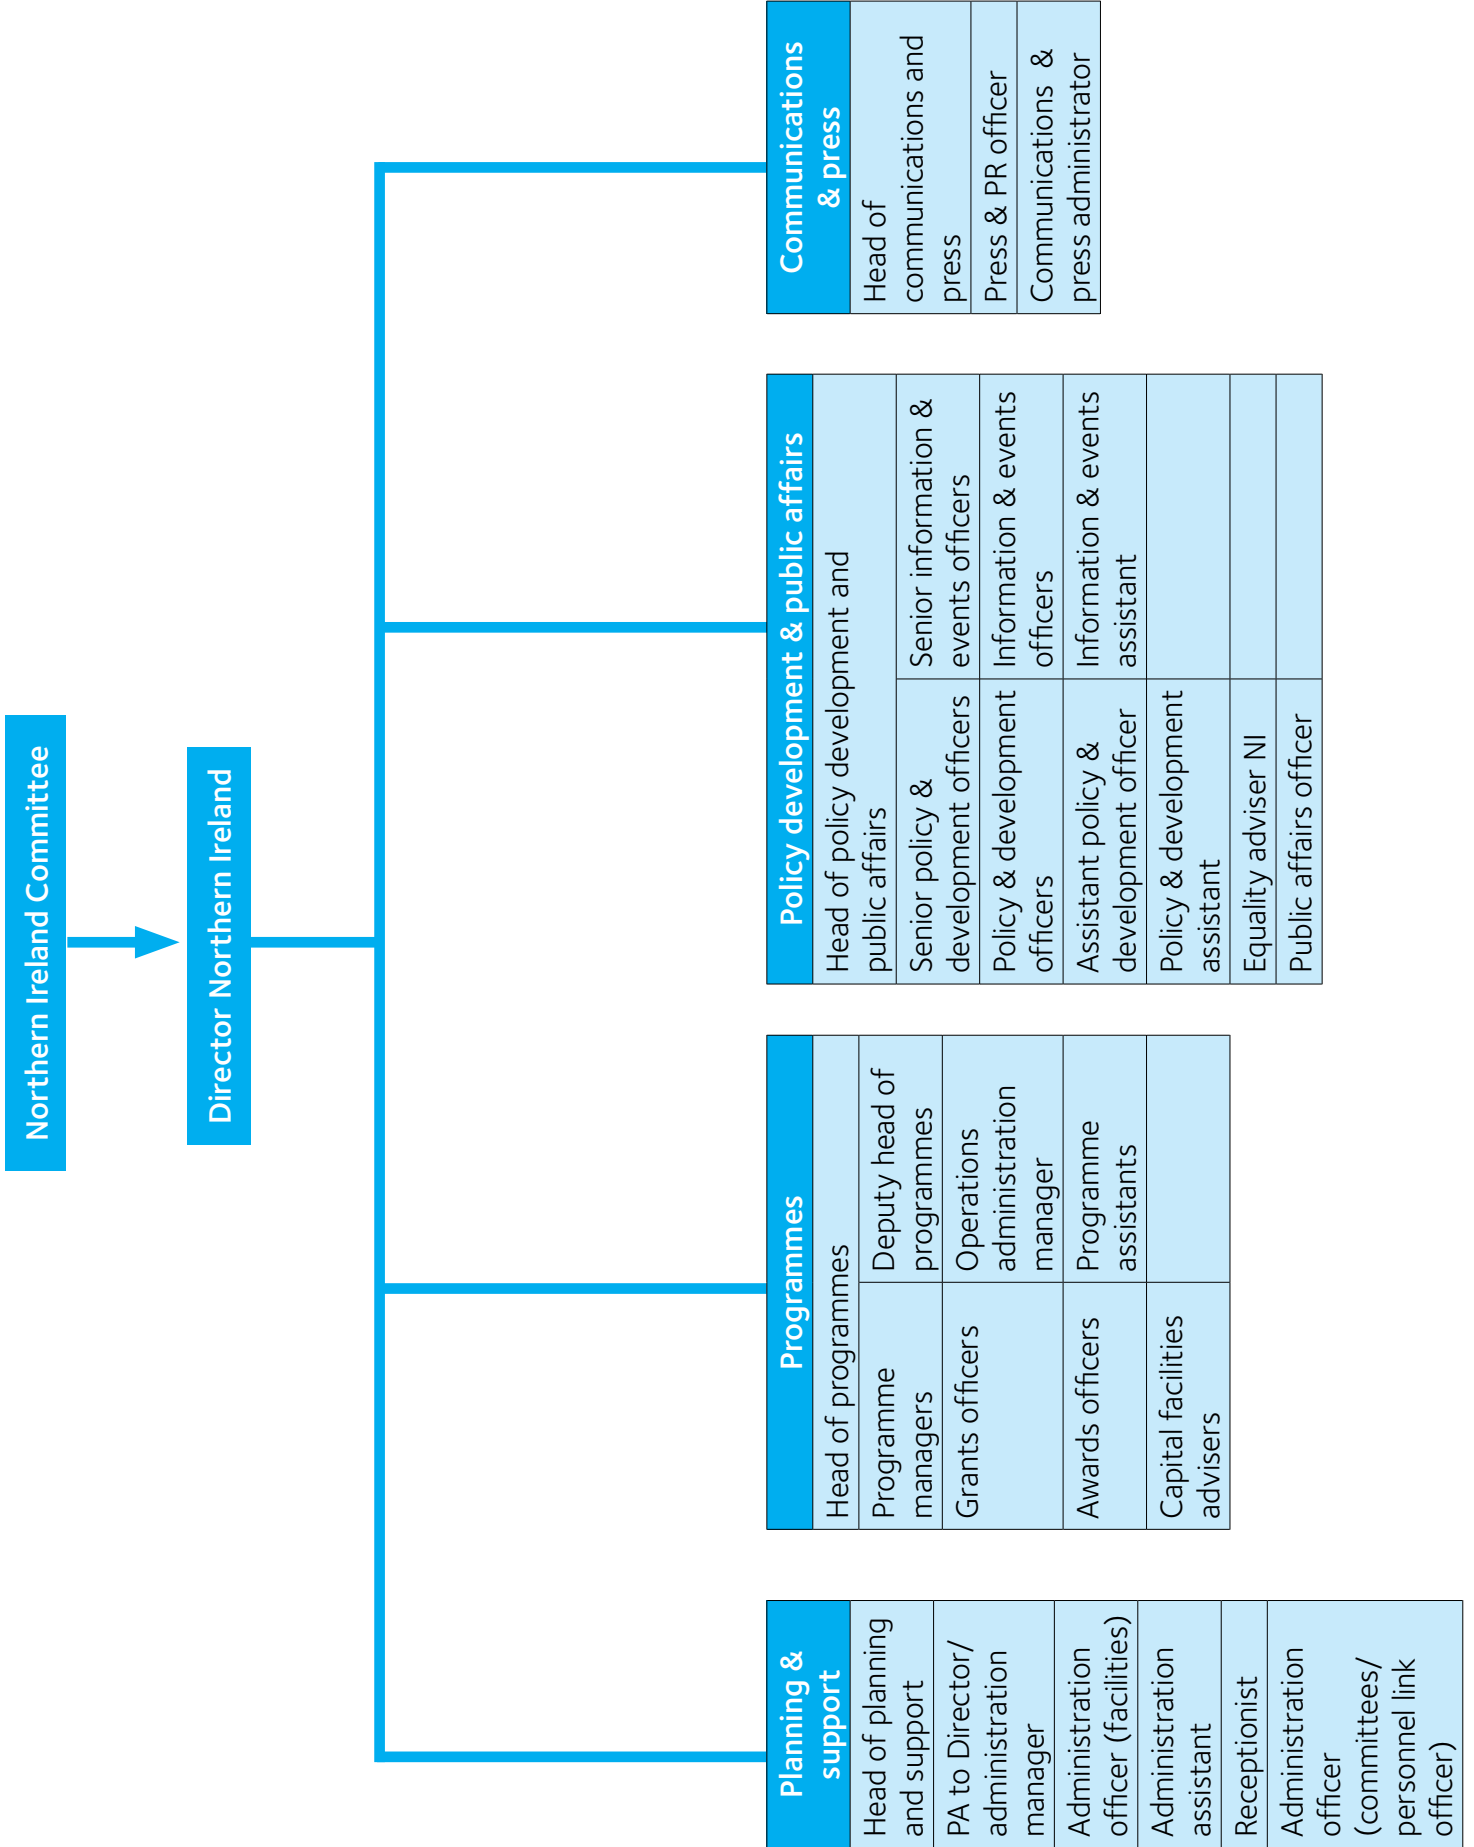 Northern Ireland Committee
Director Northern Ireland
Planning &
support
Head of planning
and support
PA to Director/
administration
manager
Administration
officer (facilities)
Administration
assistant
Receptionist
Administration
officer
(committees/
personnel link
officer)
Programmes
Head of programmes
Programme
managers
Deputy head of
programmes
Grants officers
Operations
administration
manager
Awards officers
Programme
assistants
Capital facilities
advisers
Policy development & public affairs
Head of policy development and
public affairs
Senior policy &
development officers
Senior information &
events officers
Policy & development
officers
Information & events
officers
Assistant policy &
development officer
Information & events
assistant
Policy & development
assistant
Equality adviser NI
Public affairs officer
Communications
& press
Head of
communications and
press
Press & PR officer
Communications & 
press administrator